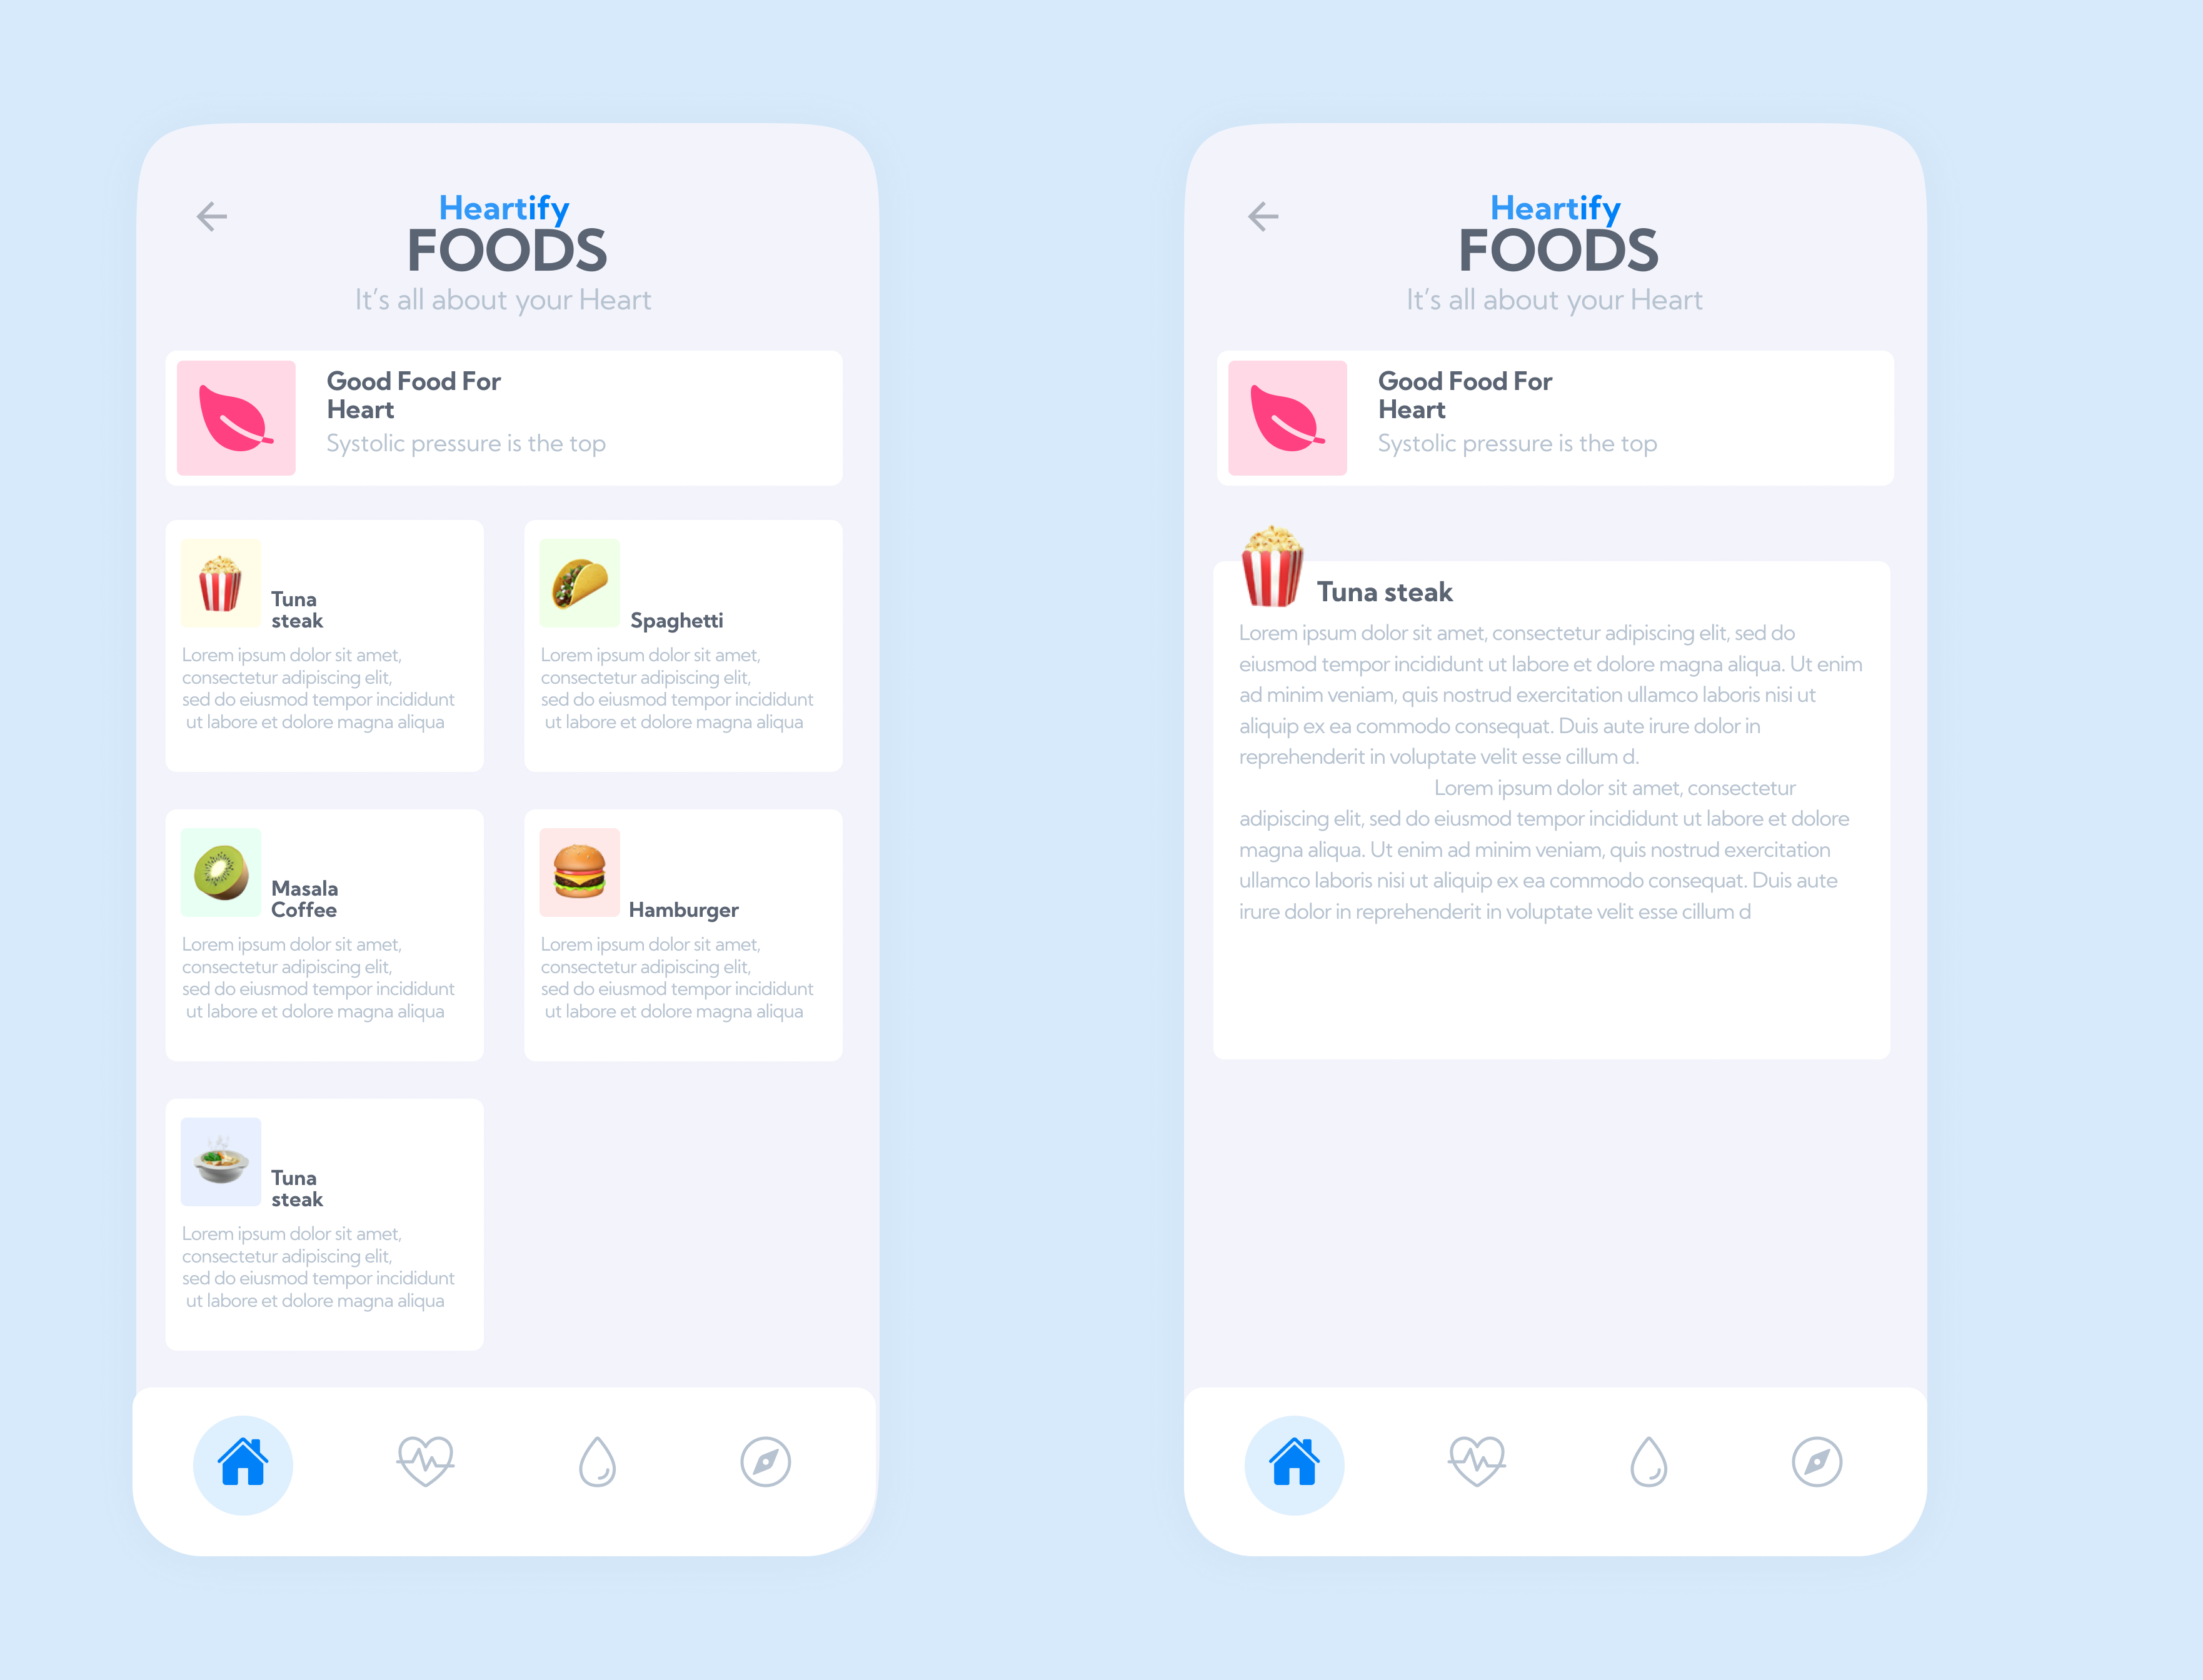 Heartify
FOODS
It's all about your Heart
Good Food For
Heart
Systolic pressure is the top
Tuna
steak
Lorem ipsum dolor sit amet,
consectetur adipiscing elit,
sed do eiusmod tempor incididunt
ut labore et dolore magna aliqua
Spaghetti
Lorem ipsum dolor sit amet,
consectetur adipiscing elit,
sed do eiusmod tempor incididunt
ut labore et dolore magna aliqua
Masala
Coffee
Lorem ipsum dolor sit amet,
consectetur adipiscing elit,
sed do eiusmod tempor incididunt
ut labore et dolore magna aliqua
Hamburger
Lorem ipsum dolor sit amet,
consectetur adipiscing elit,
sed do eiusmod tempor incididunt
ut labore et dolore magna aliqua
Tuna
steak
Lorem ipsum dolor sit amet,
consectetur adipiscing elit,
sed do eiusmod tempor incididunt
ut labore et dolore magna aliqua
Heartify
FOODS
It's all about your Heart
Good Food For
Heart
Systolic pressure is the top
Tuna steak
Lorem ipsum dolor sit amet, consectetur adipiscing elit, sed do
eiusmod tempor incididunt ut labore et dolore magna aliqua. Ut enim
ad minim veniam, quis nostrud exercitation ullamco laboris nisi ut
aliquip ex ea commodo consequat. Duis aute irure dolor in
reprehenderit in voluptate velit esse cillum d.
Lorem ipsum dolor sit amet, consectetur
adipiscing elit, sed do eiusmod tempor incididunt ut labore et dolore
magna aliqua. Ut enim ad minim veniam, quis nostrud exercitation
ullamco laboris nisi ut aliquip ex ea commodo consequat. Duis aute
irure dolor in reprehenderit in voluptate velit esse cillum d